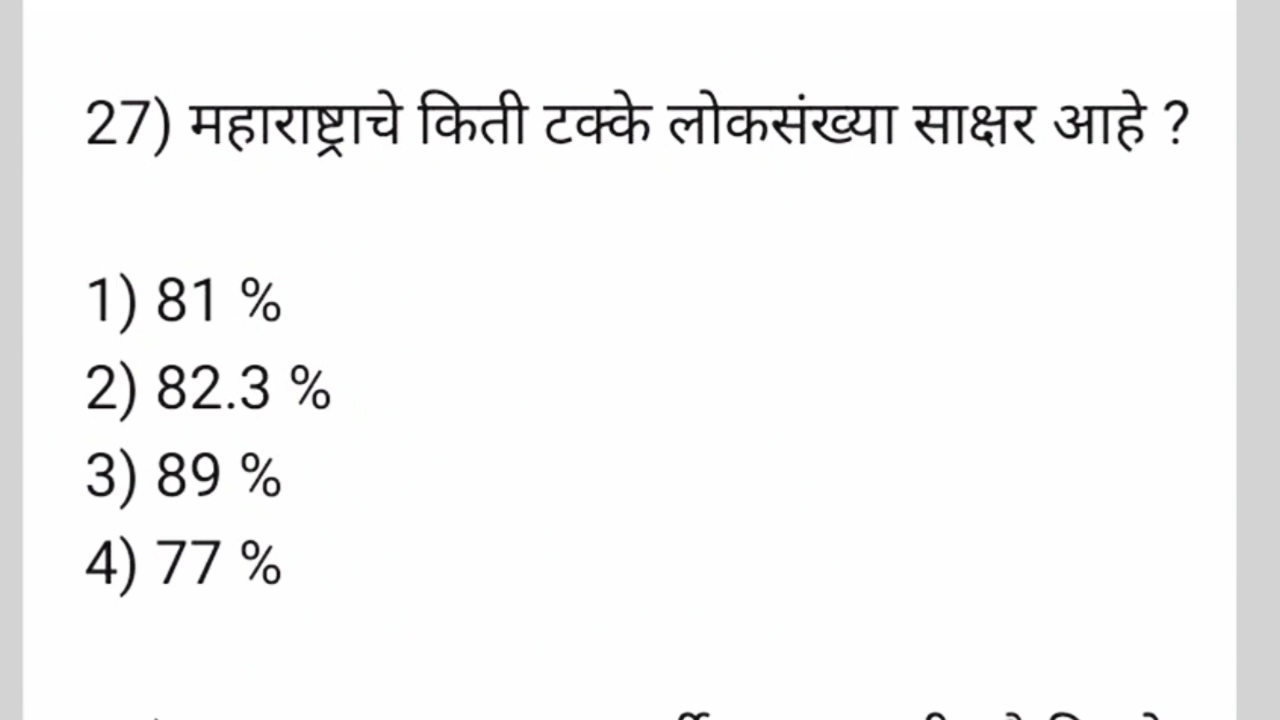 27) महाराष्ट्राचे किती टक्के लोकसंख्या साक्षर आहे ?
1) 81 %
2) 82.3 %
3) 89 %
4) 77 %